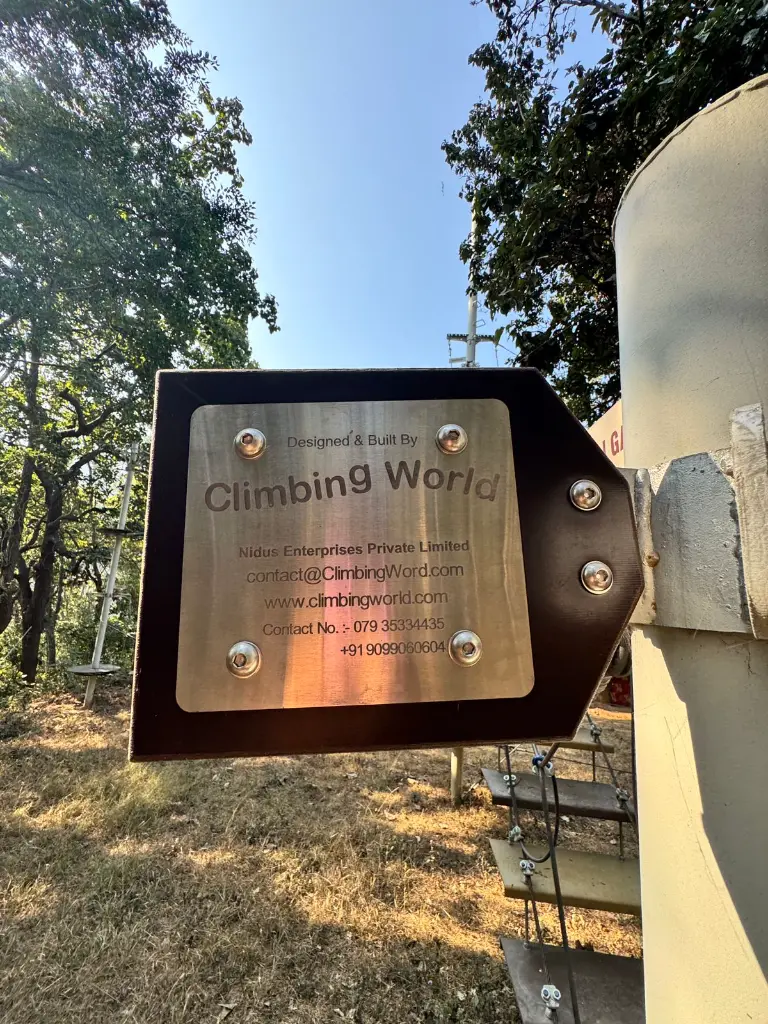 Designed & Built By
Climbing World
Nidus Enterprises Private Limited
contact@ClimbingWord.com
www.climbingworld.com
Contact No. :- 079 35334435
+91 9099060604